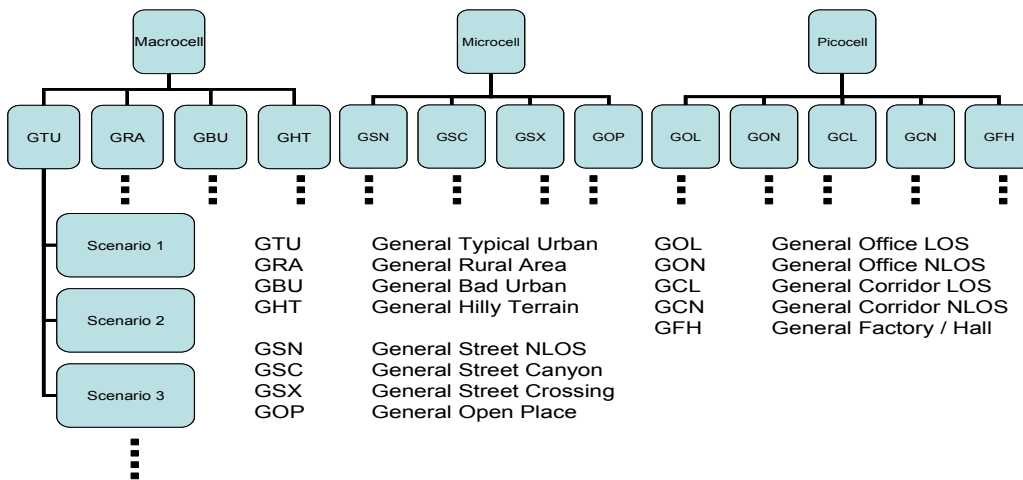 Macrocell Microcell Picocell
GTU GRA GBU GHT GSN GSC GSX GOP GOL GON GCL GCN GFH
Scenario 1
Scenario 2
Scenario 3
GTU General Typical Urban
GRA General Rural Area
GBU General Bad Urban
GHT General Hilly Terrain
GSN General Street NLOS
GSC General Street Canyon
GSX General Street Crossing
GOP General Open Place
GOL General Office LOS
GON General Office NLOS
GCL General Corridor LOS
GCN General Corridor NLOS
GFH General Factory / Hall